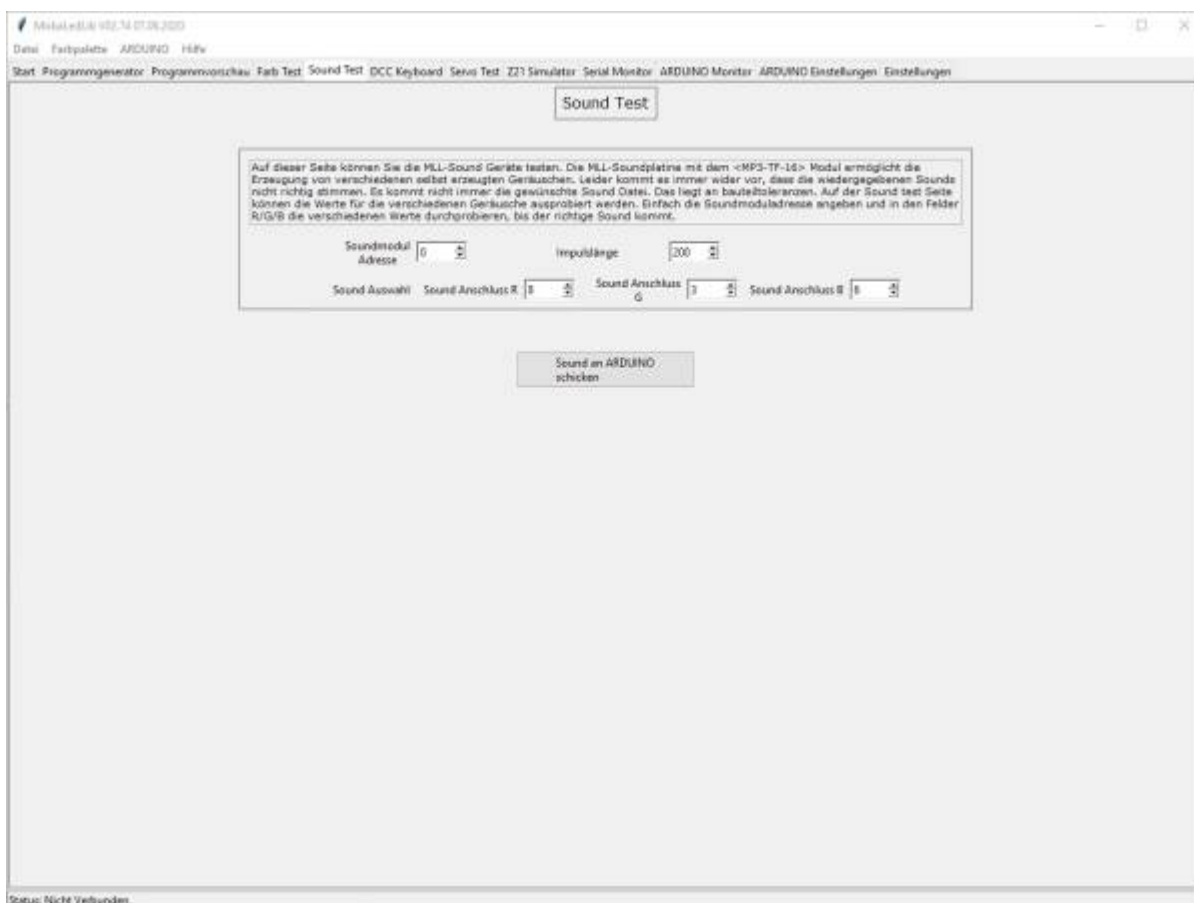 MobaLedLib V02.74 07.06.2020
Datei Farbpalette ARDUINO Hilfe
Start Programmgenerator Programmvorschau Farb Test Sound Test DCC Keyboard Servo Test Z21 Simulator Serial Monitor ARDUINO Monitor ARDUINO Einstellungen Einstellungen
Sound Test
Auf dieser Seite können Sie die MLL-Sound Geräte testen. Die MLL-Soundplatine mit dem <MP3-TF-16> Modul ermöglicht die
Erzeugung von verschiedenen selbst erzeugten Geräuschen. Leider kommt es immer wider vor, dass die wiedergegebenen Sounds
nicht richtig stimmen. Es kommt nicht immer die gewünschte Sound Datei. Das liegt an bauteiltoleranzen. Auf der Sound test Seite
können die Werte für die verschiedenen Geräusche ausprobiert werden. Einfach die Soundmoduladresse angeben und in den Felder
R/G/B die verschiedenen Werte durchprobieren, bis der richtige Sound kommt.
Soundmodul
Adresse 0 Impulslänge 200
Sound Auswahl Sound Anschluss R 8 Sound Anschluss
G 3 Sound Anschluss B 8
Sound an ARDUINO
schicken
Status: Nicht Verbunden